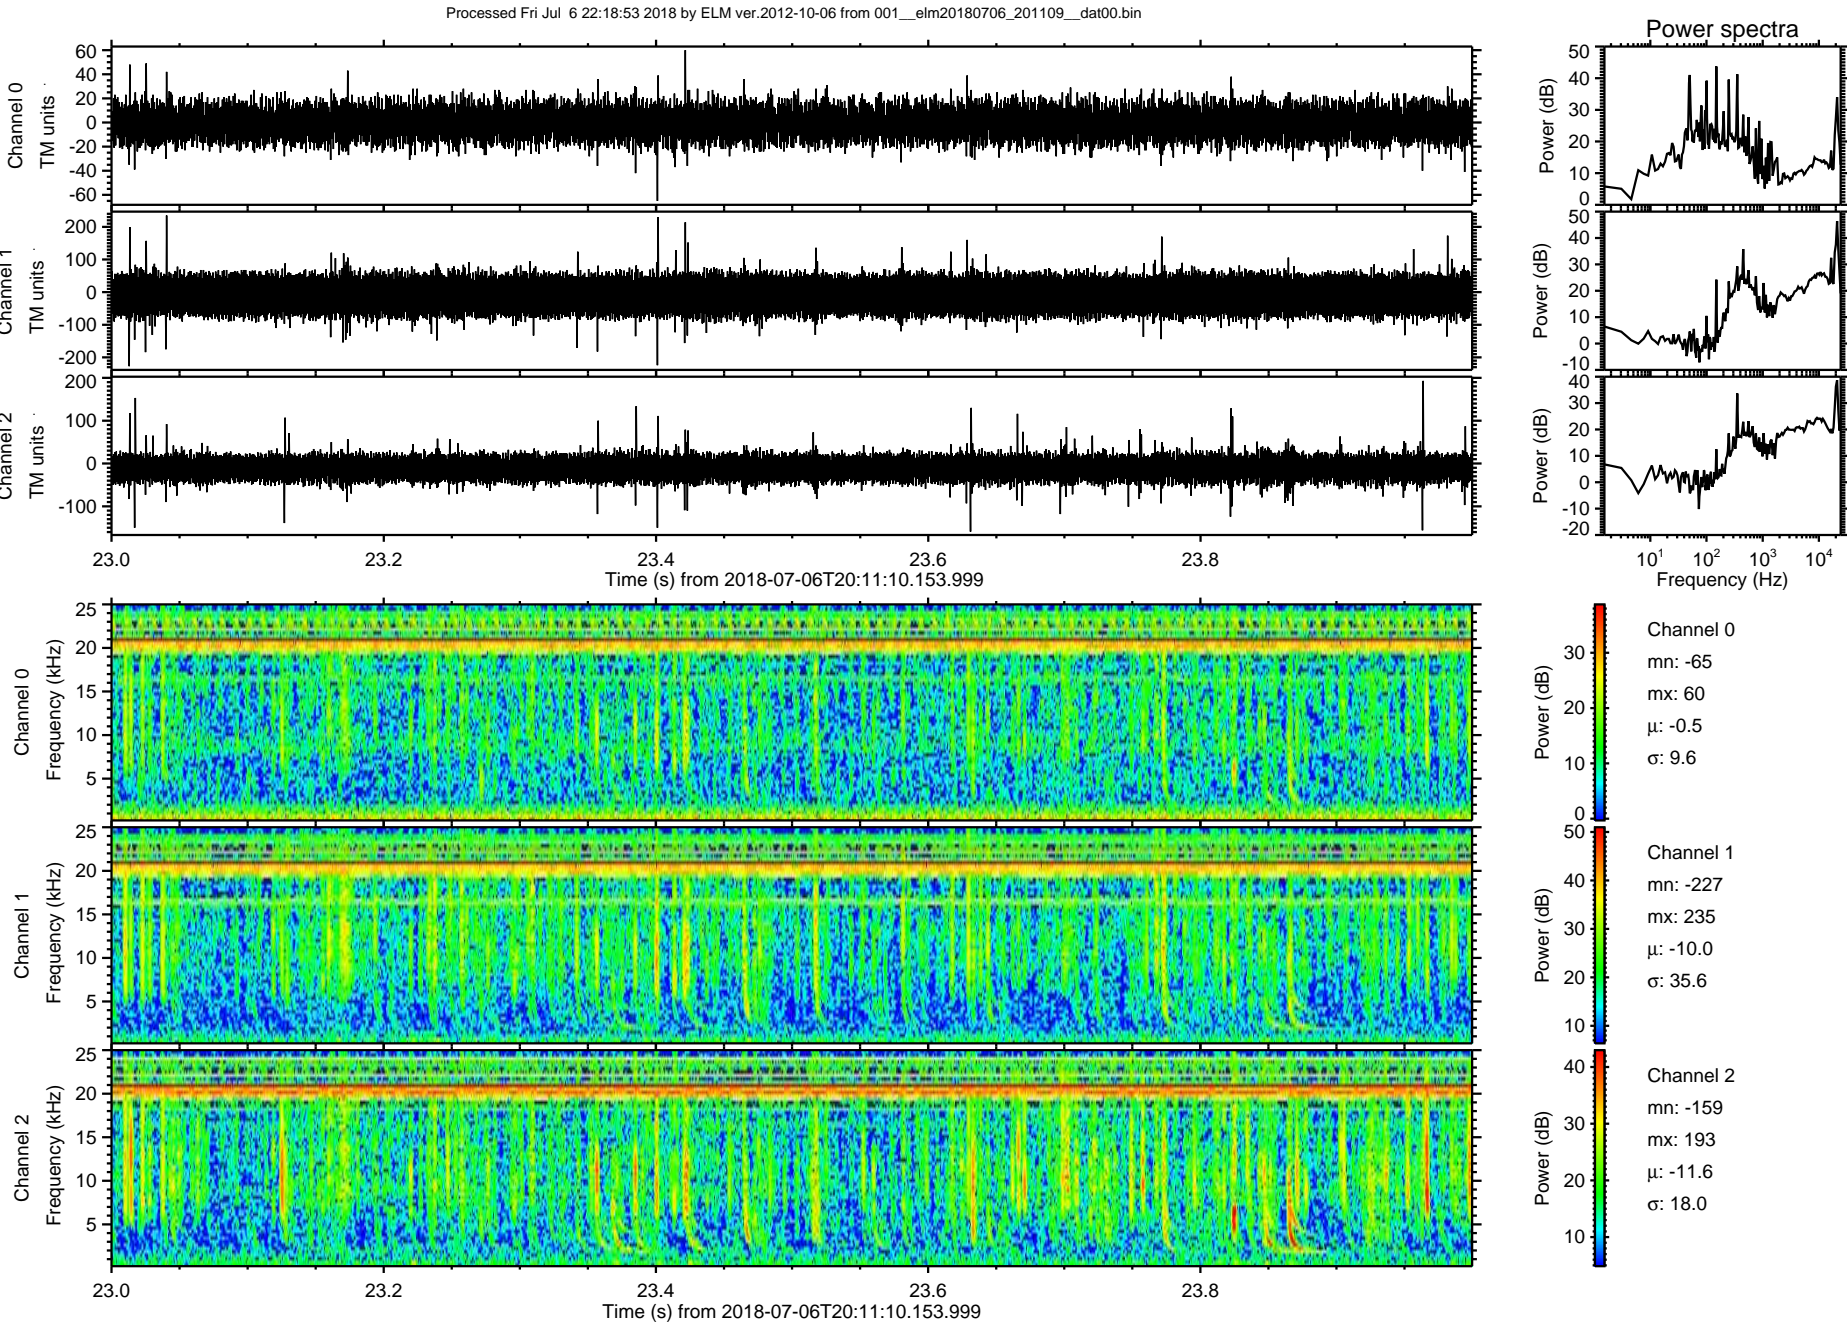 Processed Fri Jul 6 22:18:53 2018 by ELM ver.2012-10-06 from 001__elm20180706_201109__dat00.bin
Power spectra
Channel 0
TM units
60
40
20
0
-20
-40
-60
Power (dB)
50
40
30
20
10
0
Channel 1
TM units
200
100
0
-100
-200
Power (dB)
50
40
30
20
10
0
-10
Channel 2
TM units
200
100
0
-100
Power (dB)
40
30
20
10
0
-10
-20
23.0 23.2 23.4 23.6 23.8
Time (s) from 2018-07-06T20:11:10.153.999
10¹ 10² 10³ 10⁴
Frequency (Hz)
Channel 0
Frequency (kHz)
25
20
15
10
5
Power (dB)
30
20
10
0
Channel 0
mn: -65
mx: 60
µ: -0.5
σ: 9.6
Channel 1
Frequency (kHz)
25
20
15
10
5
Power (dB)
50
40
30
20
10
Channel 1
mn: -227
mx: 235
µ: -10.0
σ: 35.6
Channel 2
Frequency (kHz)
25
20
15
10
5
Power (dB)
40
30
20
10
Channel 2
mn: -159
mx: 193
µ: -11.6
σ: 18.0
23.0 23.2 23.4 23.6 23.8
Time (s) from 2018-07-06T20:11:10.153.999